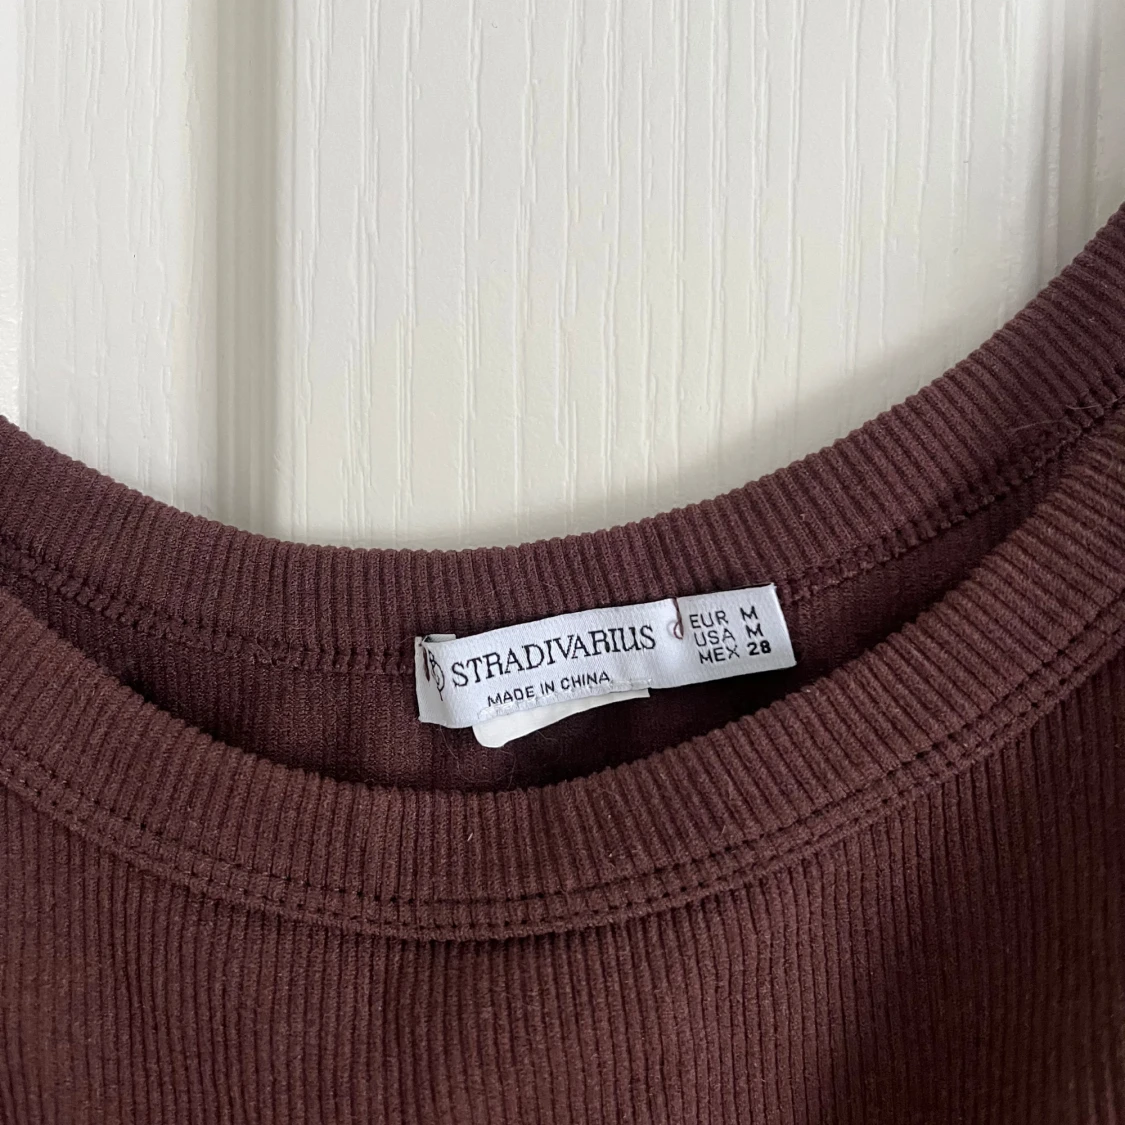 STRADIVARIUS
MADE IN CHINA
EUR M
USA M
MEX 28